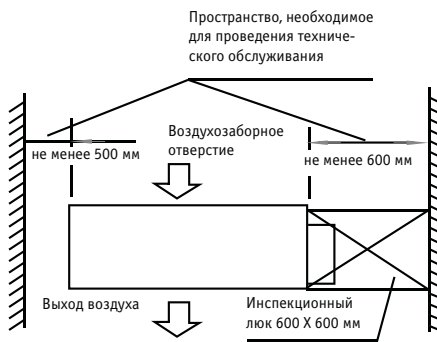 Пространство, необходимое
для проведения техниче-
ского обслуживания
Воздухозаборное
отверстие
не менее 500 мм
не менее 600 мм
Выход воздуха
Инспекционный
люк 600 X 600 мм